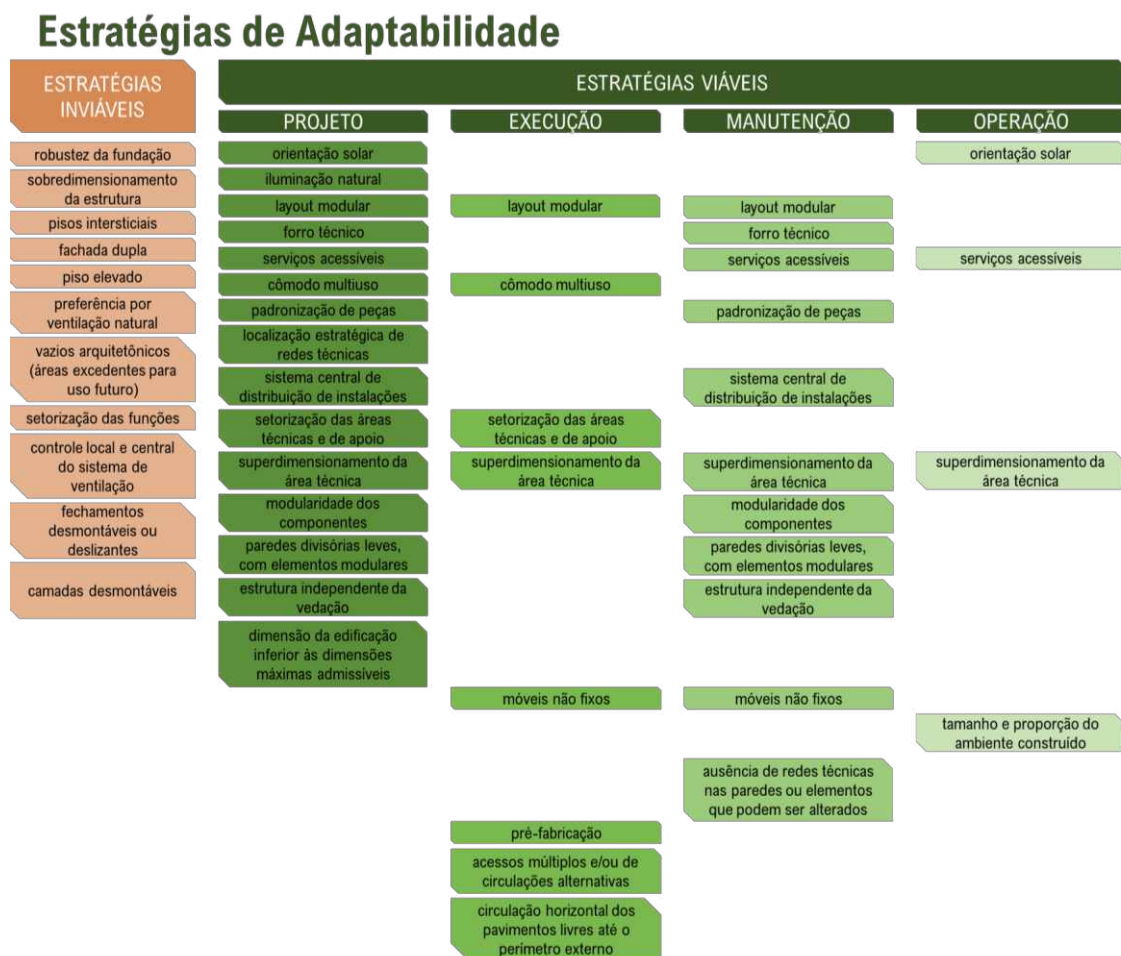 Estratégias de Adaptabilidade
ESTRATÉGIAS
INVIÁVEIS
robustez da fundação
sobredimensionamento
da estrutura
pisos intersticiais
fachada dupla
piso elevado
preferência por
ventilação natural
vazios arquitetônicos
(áreas excedentes para
uso futuro)
setorização das funções
controle local e central
do sistema de
ventilação
fechamentos
desmontáveis ou
deslizantes
camadas desmontáveis
ESTRATÉGIAS VIÁVEIS
PROJETO
orientação solar
iluminação natural
layout modular
forro técnico
serviços acessíveis
cômodo multiuso
padronização de peças
localização estratégica de
redes técnicas
sistema central de
distribuição de instalações
setorização das áreas
técnicas e de apoio
superdimensionamento da
área técnica
modularidade dos
componentes
paredes divisórias leves,
com elementos modulares
estrutura independente da
vedação
dimensão da edificação
inferior às dimensões
máximas admissíveis
EXECUÇÃO
layout modular
cômodo multiuso
setorização das áreas
técnicas e de apoio
superdimensionamento da
área técnica
móveis não fixos
pré-fabricação
acessos múltiplos e/ou de
circulações alternativas
circulação horizontal dos
pavimentos livres até o
perímetro externo
MANUTENÇÃO
layout modular
forro técnico
serviços acessíveis
padronização de peças
sistema central de
distribuição de instalações
superdimensionamento da
área técnica
modularidade dos
componentes
paredes divisórias leves,
com elementos modulares
estrutura independente da
vedação
móveis não fixos
ausência de redes técnicas
nas paredes ou elementos
que podem ser alterados
OPERAÇÃO
orientação solar
serviços acessíveis
superdimensionamento da
área técnica
tamanho e proporção do
ambiente construído